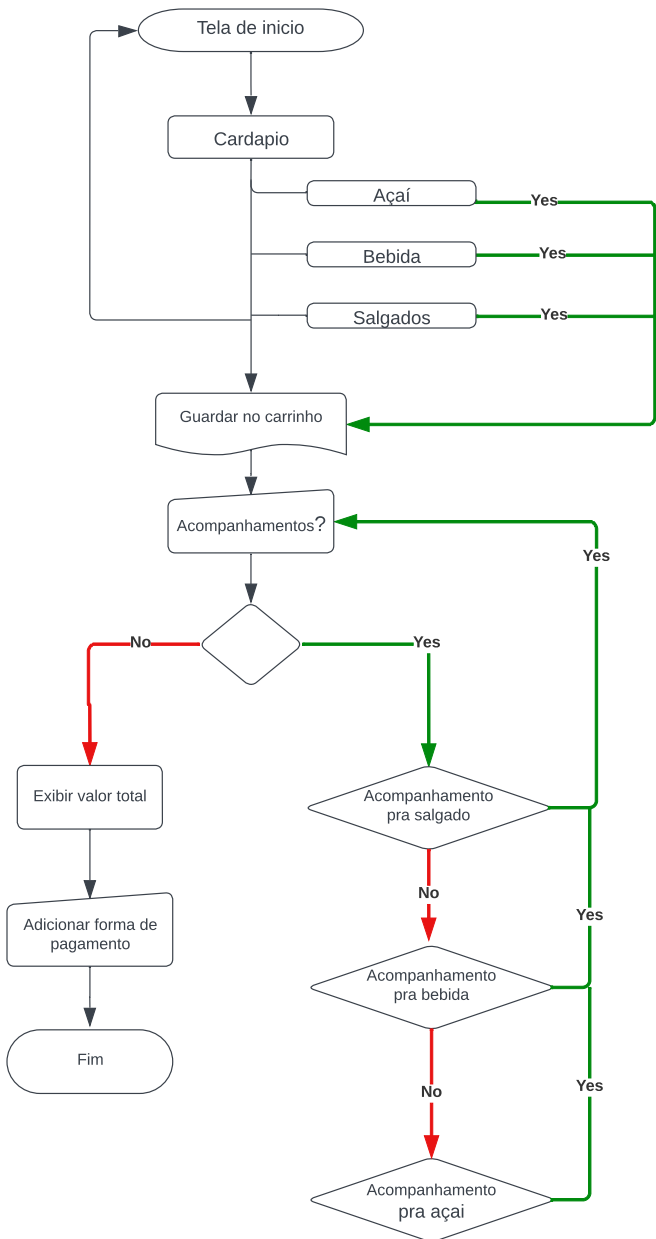 Tela de inicio
Cardapio
Açaí
Yes
Bebida
Yes
Salgados
Yes
Guardar no carrinho
Acompanhamentos?
Yes
No
Yes
Exibir valor total
Acompanhamento
pra salgado
No
Yes
Adicionar forma de
pagamento
Acompanhamento
pra bebida
Fim
No
Yes
Acompanhamento
pra açai